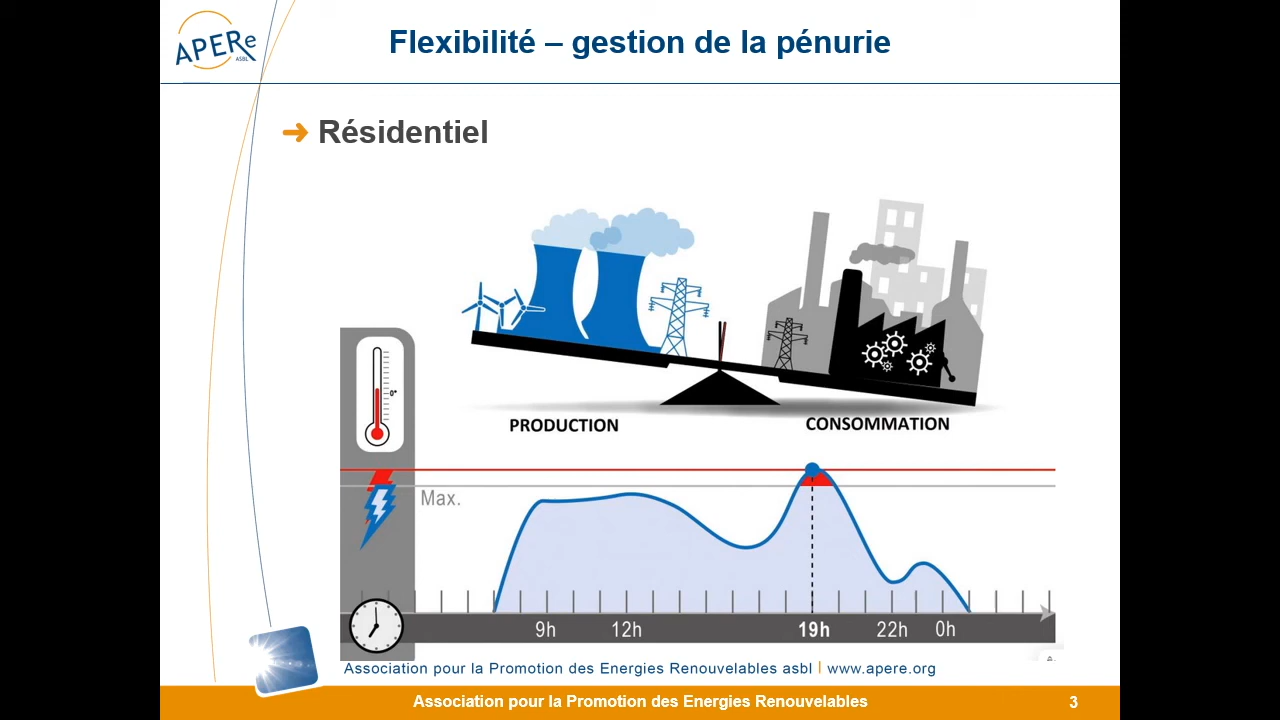 APERe
ASBL
Flexibilité – gestion de la pénurie
➜ Résidentiel
0°
PRODUCTION
CONSOMMATION
Max.
9h 12h 19h 22h 0h
Association pour la Promotion des Energies Renouvelables asbl | www.apere.org
Association pour la Promotion des Energies Renouvelables
3